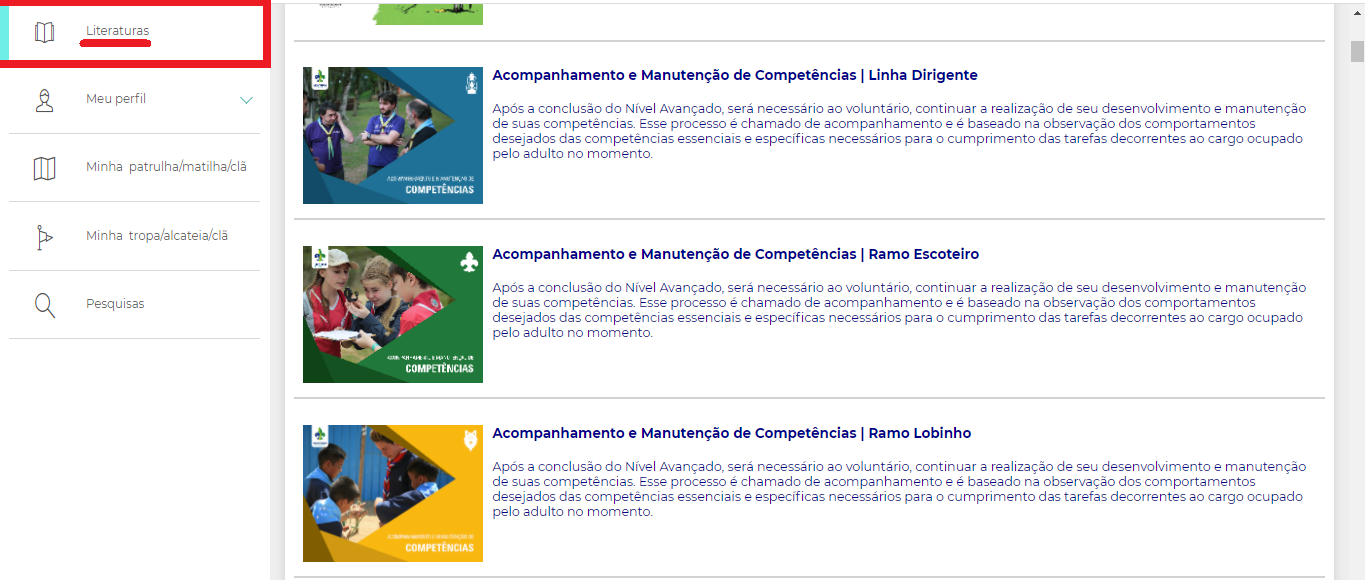 Literaturas
Meu perfil
Minha patrulha/matilha/clã
Minha tropa/alcateia/clã
Pesquisas
Acompanhamento e Manutenção de Competências | Linha Dirigente
Após a conclusão do Nível Avançado, será necessário ao voluntário, continuar a realização de seu desenvolvimento e manutenção
de suas competências. Esse processo é chamado de acompanhamento e é baseado na observação dos comportamentos
desejados das competências essenciais e específicas necessários para o cumprimento das tarefas decorrentes ao cargo ocupado
pelo adulto no momento.
ACOMPANHAMENTO E MANUTENÇÃO DE
COMPETÊNCIAS
Acompanhamento e Manutenção de Competências | Ramo Escoteiro
Após a conclusão do Nível Avançado, será necessário ao voluntário, continuar a realização de seu desenvolvimento e manutenção
de suas competências. Esse processo é chamado de acompanhamento e é baseado na observação dos comportamentos
desejados das competências essenciais e específicas necessários para o cumprimento das tarefas decorrentes ao cargo ocupado
pelo adulto no momento.
ACOMPANHAMENTO E MANUTENÇÃO DE
COMPETÊNCIAS
Acompanhamento e Manutenção de Competências | Ramo Lobinho
Após a conclusão do Nível Avançado, será necessário ao voluntário, continuar a realização de seu desenvolvimento e manutenção
de suas competências. Esse processo é chamado de acompanhamento e é baseado na observação dos comportamentos
desejados das competências essenciais e específicas necessários para o cumprimento das tarefas decorrentes ao cargo ocupado
pelo adulto no momento.
ACOMPANHAMENTO E MANUTENÇÃO DE
COMPETÊNCIAS